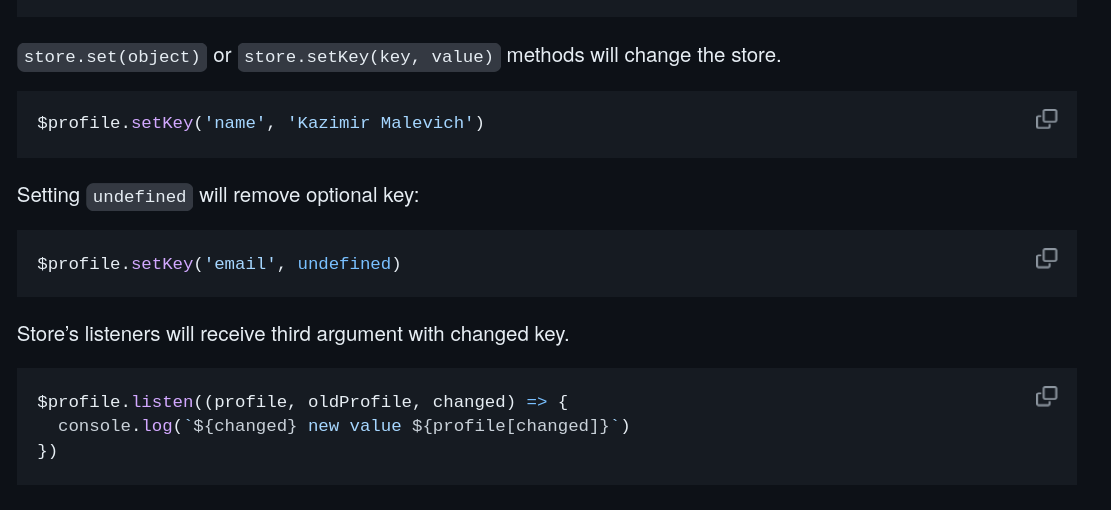 store.set(object) or store.setKey(key, value) methods will change the store.
$profile.setKey('name', 'Kazimir Malevich')
Setting undefined will remove optional key:
$profile.setKey('email', undefined)
Store’s listeners will receive third argument with changed key.
$profile.listen((profile, oldProfile, changed) => {
  console.log(`${changed} new value ${profile[changed]}`)
})